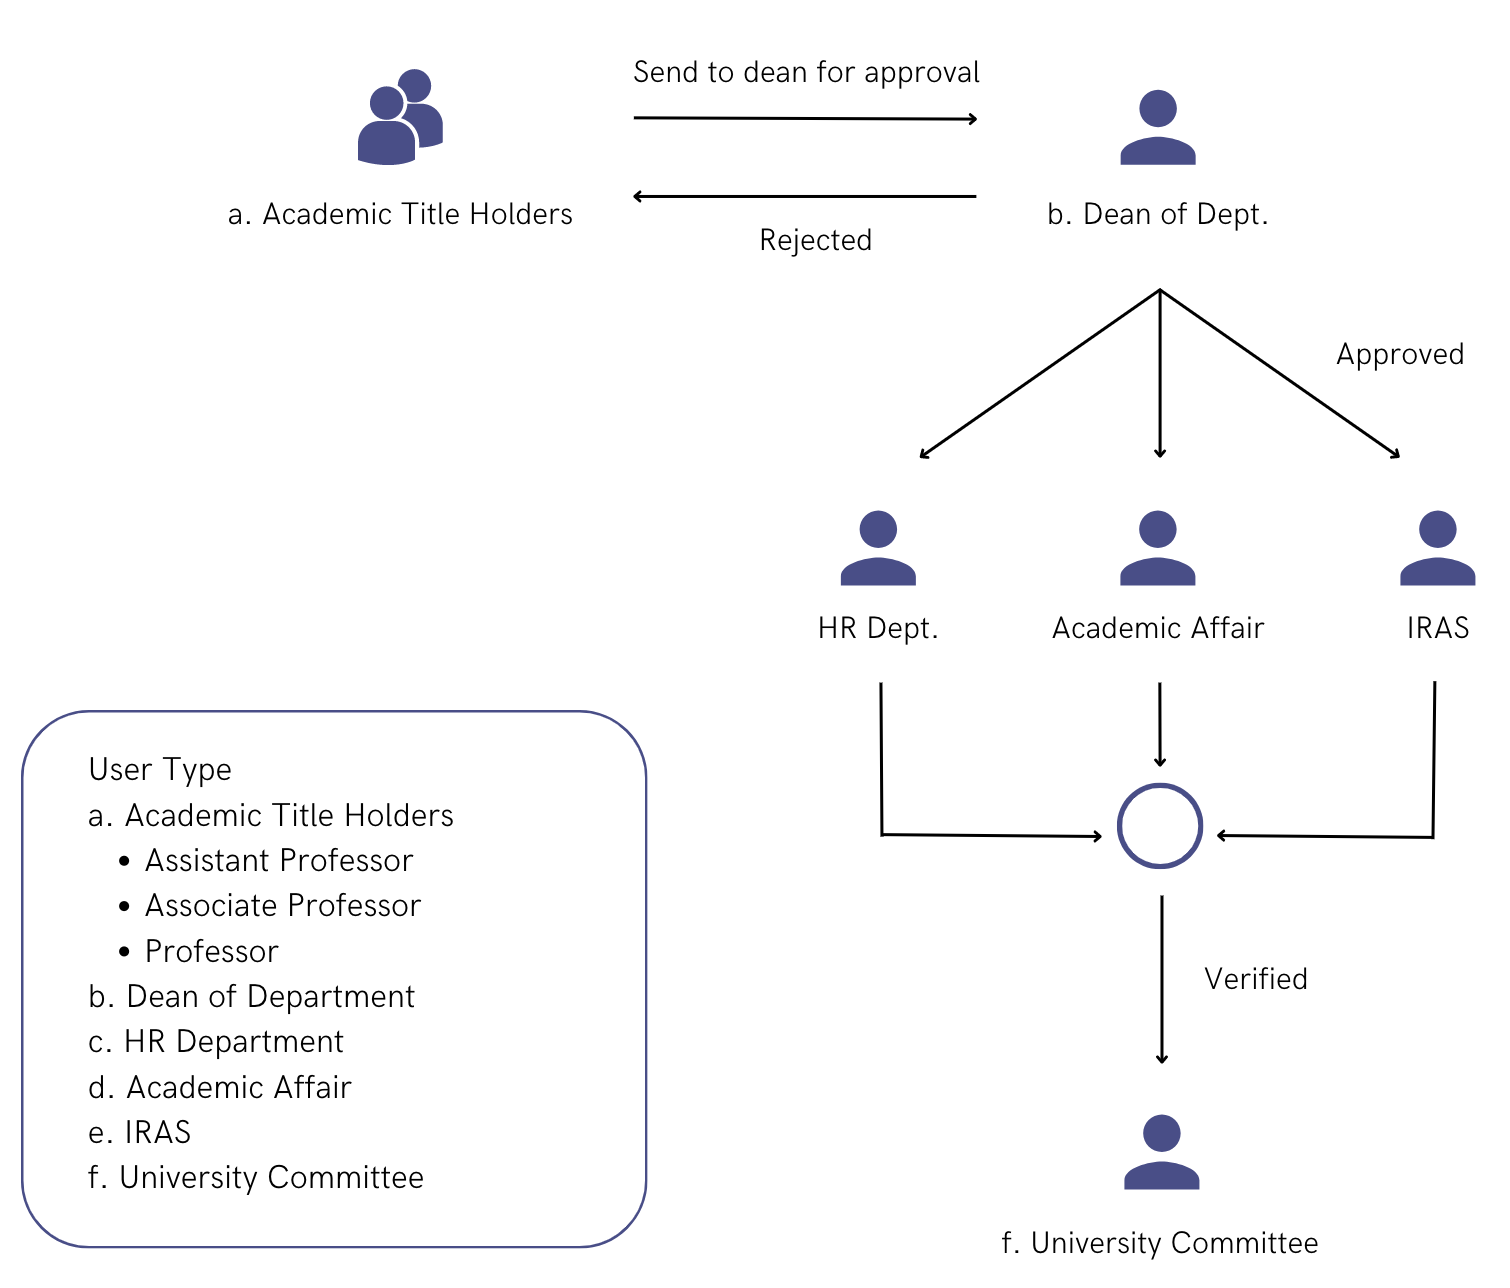 Send to dean for approval
a. Academic Title Holders
b. Dean of Dept.
Rejected
Approved
HR Dept.
Academic Affair
IRAS
User Type
a. Academic Title Holders
• Assistant Professor
• Associate Professor
• Professor
b. Dean of Department
c. HR Department
d. Academic Affair
e. IRAS
f. University Committee
Verified
f. University Committee